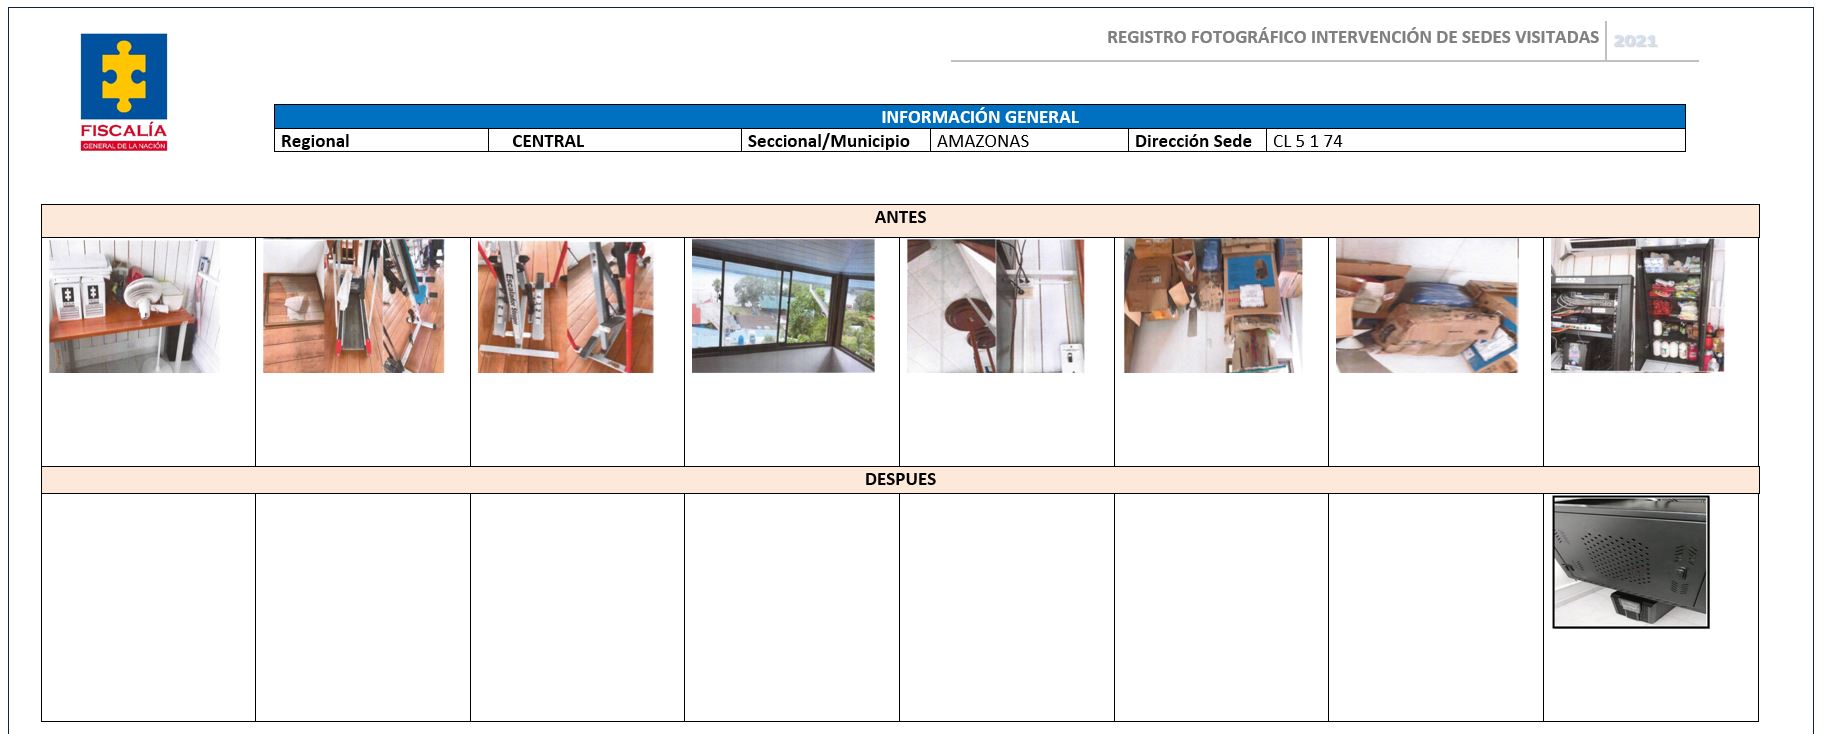 REGISTRO FOTOGRÁFICO INTERVENCIÓN DE SEDES VISITADAS 2021
FISCALÍA
GENERAL DE LA NACIÓN
INFORMACIÓN GENERAL
Regional CENTRAL Seccional/Municipio AMAZONAS Dirección Sede CL 5 1 74
ANTES
DESPUES